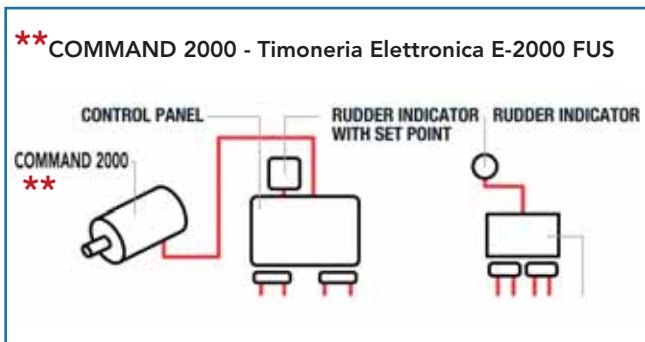 **COMMAND 2000 - Timoneria Elettronica E-2000 FUS
CONTROL PANEL
RUDDER INDICATOR
WITH SET POINT
RUDDER INDICATOR
COMMAND 2000
**